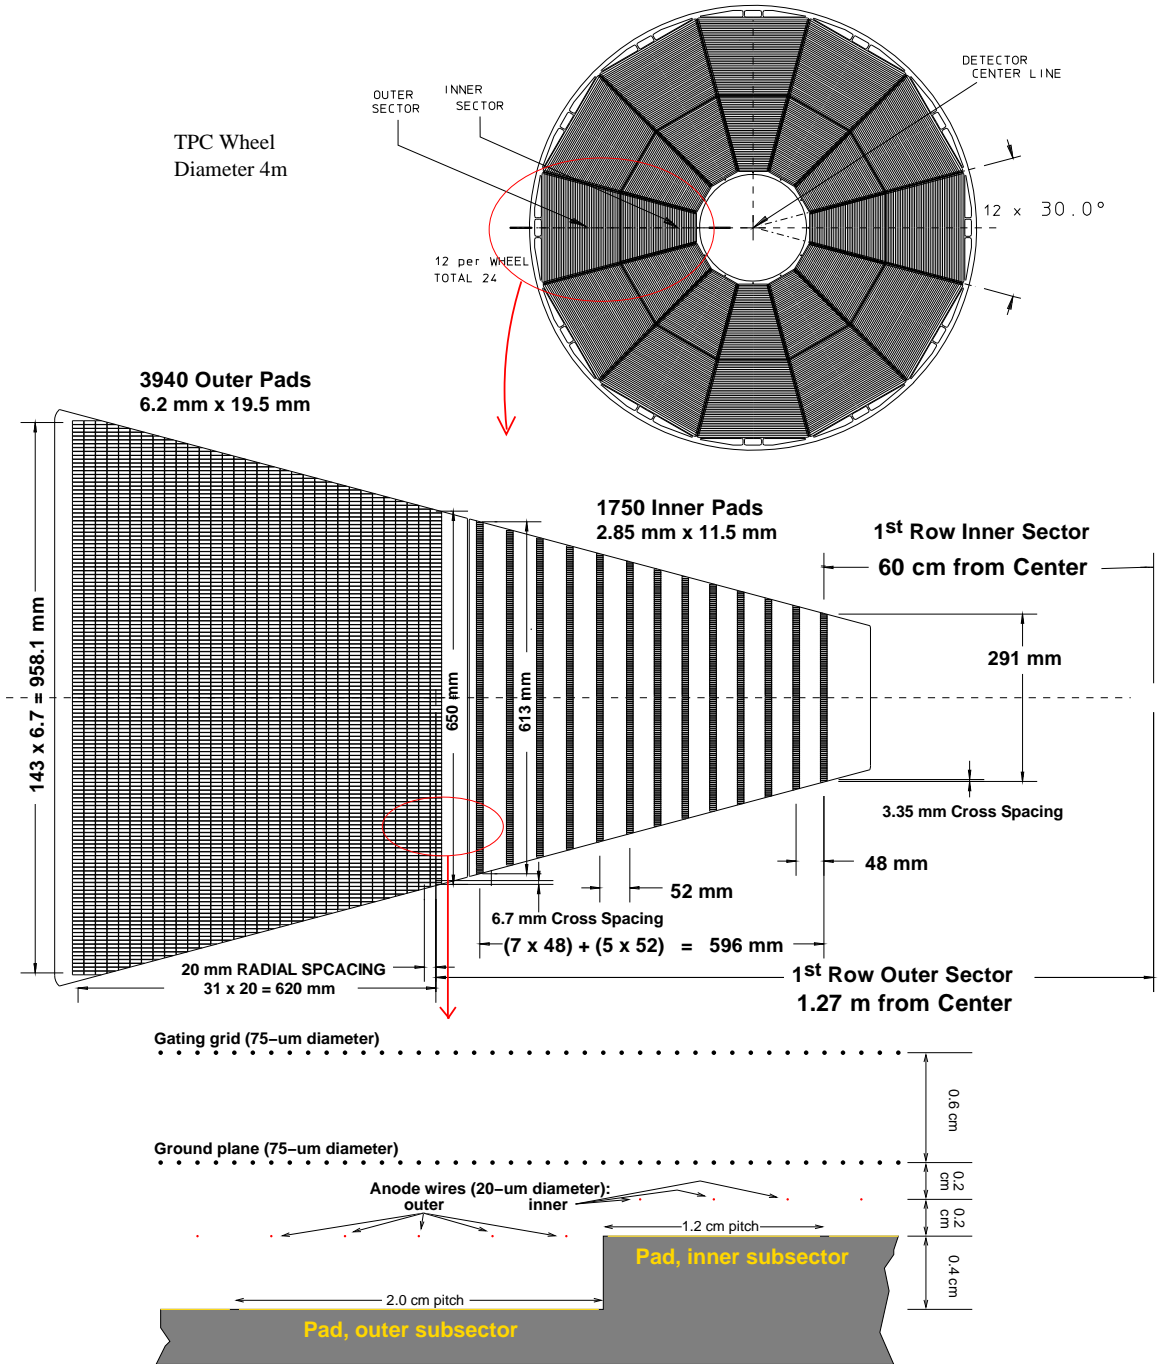 DETECTOR
CENTER LINE
INNER
SECTOR
OUTER
SECTOR
TPC Wheel
Diameter 4m
12 x 30.0°
12 per WHEEL
TOTAL 24
3940 Outer Pads
6.2 mm x 19.5 mm
1750 Inner Pads
2.85 mm x 11.5 mm
1st Row Inner Sector
60 cm from Center
143 x 6.7 = 958.1 mm
650 mm
613 mm
291 mm
3.35 mm Cross Spacing
48 mm
52 mm
6.7 mm Cross Spacing
(7 x 48) + (5 x 52) = 596 mm
20 mm RADIAL SPCACING
31 x 20 = 620 mm
1st Row Outer Sector
1.27 m from Center
Gating grid (75–um diameter)
0.6 cm
Ground plane (75–um diameter)
0.2
cm
Anode wires (20–um diameter):
outer inner
0.2
cm
1.2 cm pitch
Pad, inner subsector
0.4 cm
2.0 cm pitch
Pad, outer subsector